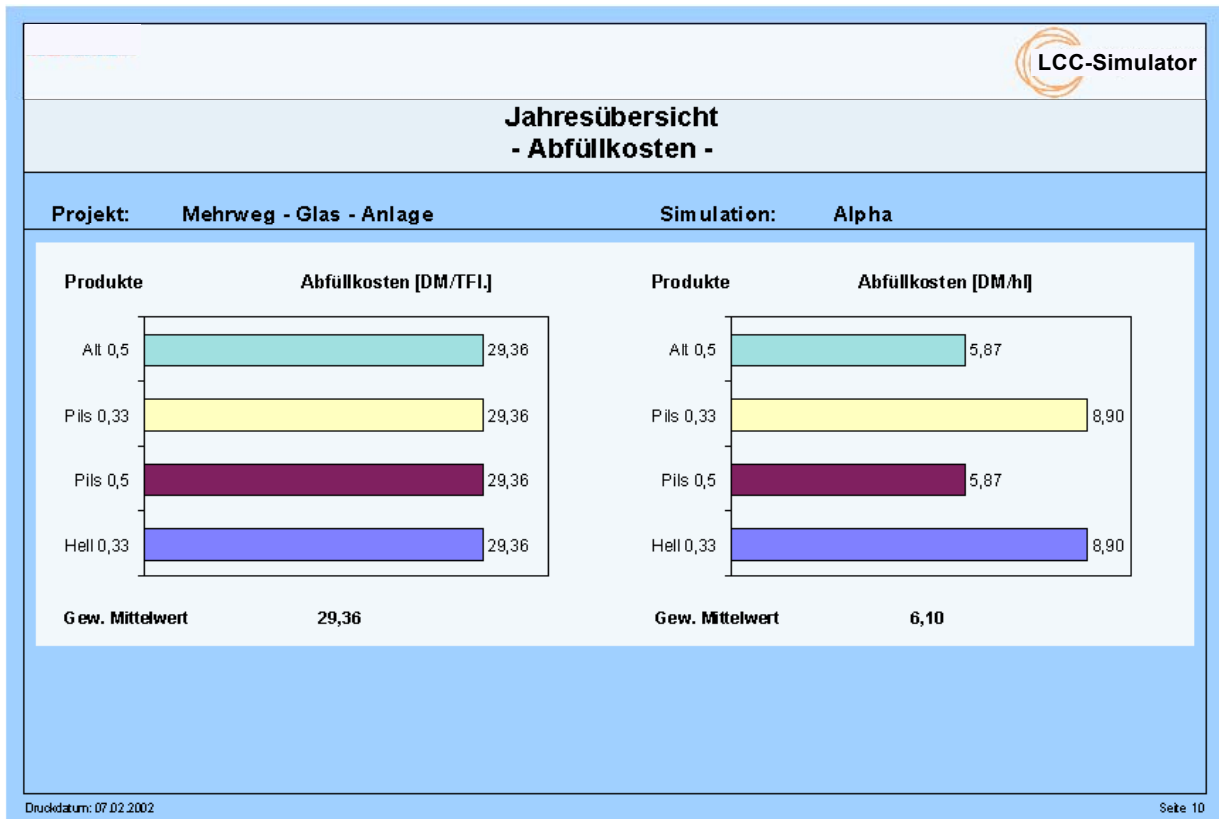 LCC-Simulator
Jahresübersicht
- Abfüllkosten -
Projekt: Mehrweg - Glas - Anlage Simulation: Alpha
Produkte Abfüllkosten [DM/TFl.]
Alt 0,5 29,36
Pils 0,33 29,36
Pils 0,5 29,36
Hell 0,33 29,36
Gew. Mittelwert 29,36
Produkte Abfüllkosten [DM/hl]
Alt 0,5 5,87
Pils 0,33 8,90
Pils 0,5 5,87
Hell 0,33 8,90
Gew. Mittelwert 6,10
Druckdatum: 07.02.2002 Seite 10